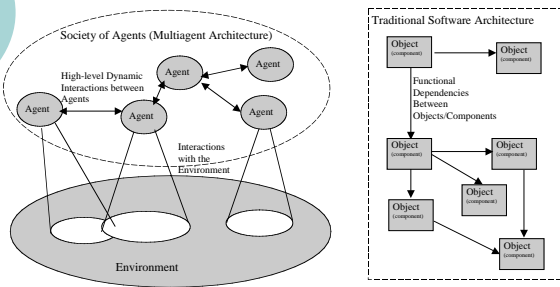 Society of Agents (Multiagent Architecture)
Agent
Agent
High-level Dynamic
Interactions between
Agents
Agent
Agent
Agent
Interactions
with the
Environment
Environment
Traditional Software Architecture
Object
(component)
Object
(component)
Functional
Dependencies
Between
Objects/Components
Object
(component)
Object
(component)
Object
(component)
Object
(component)
Object
(component)